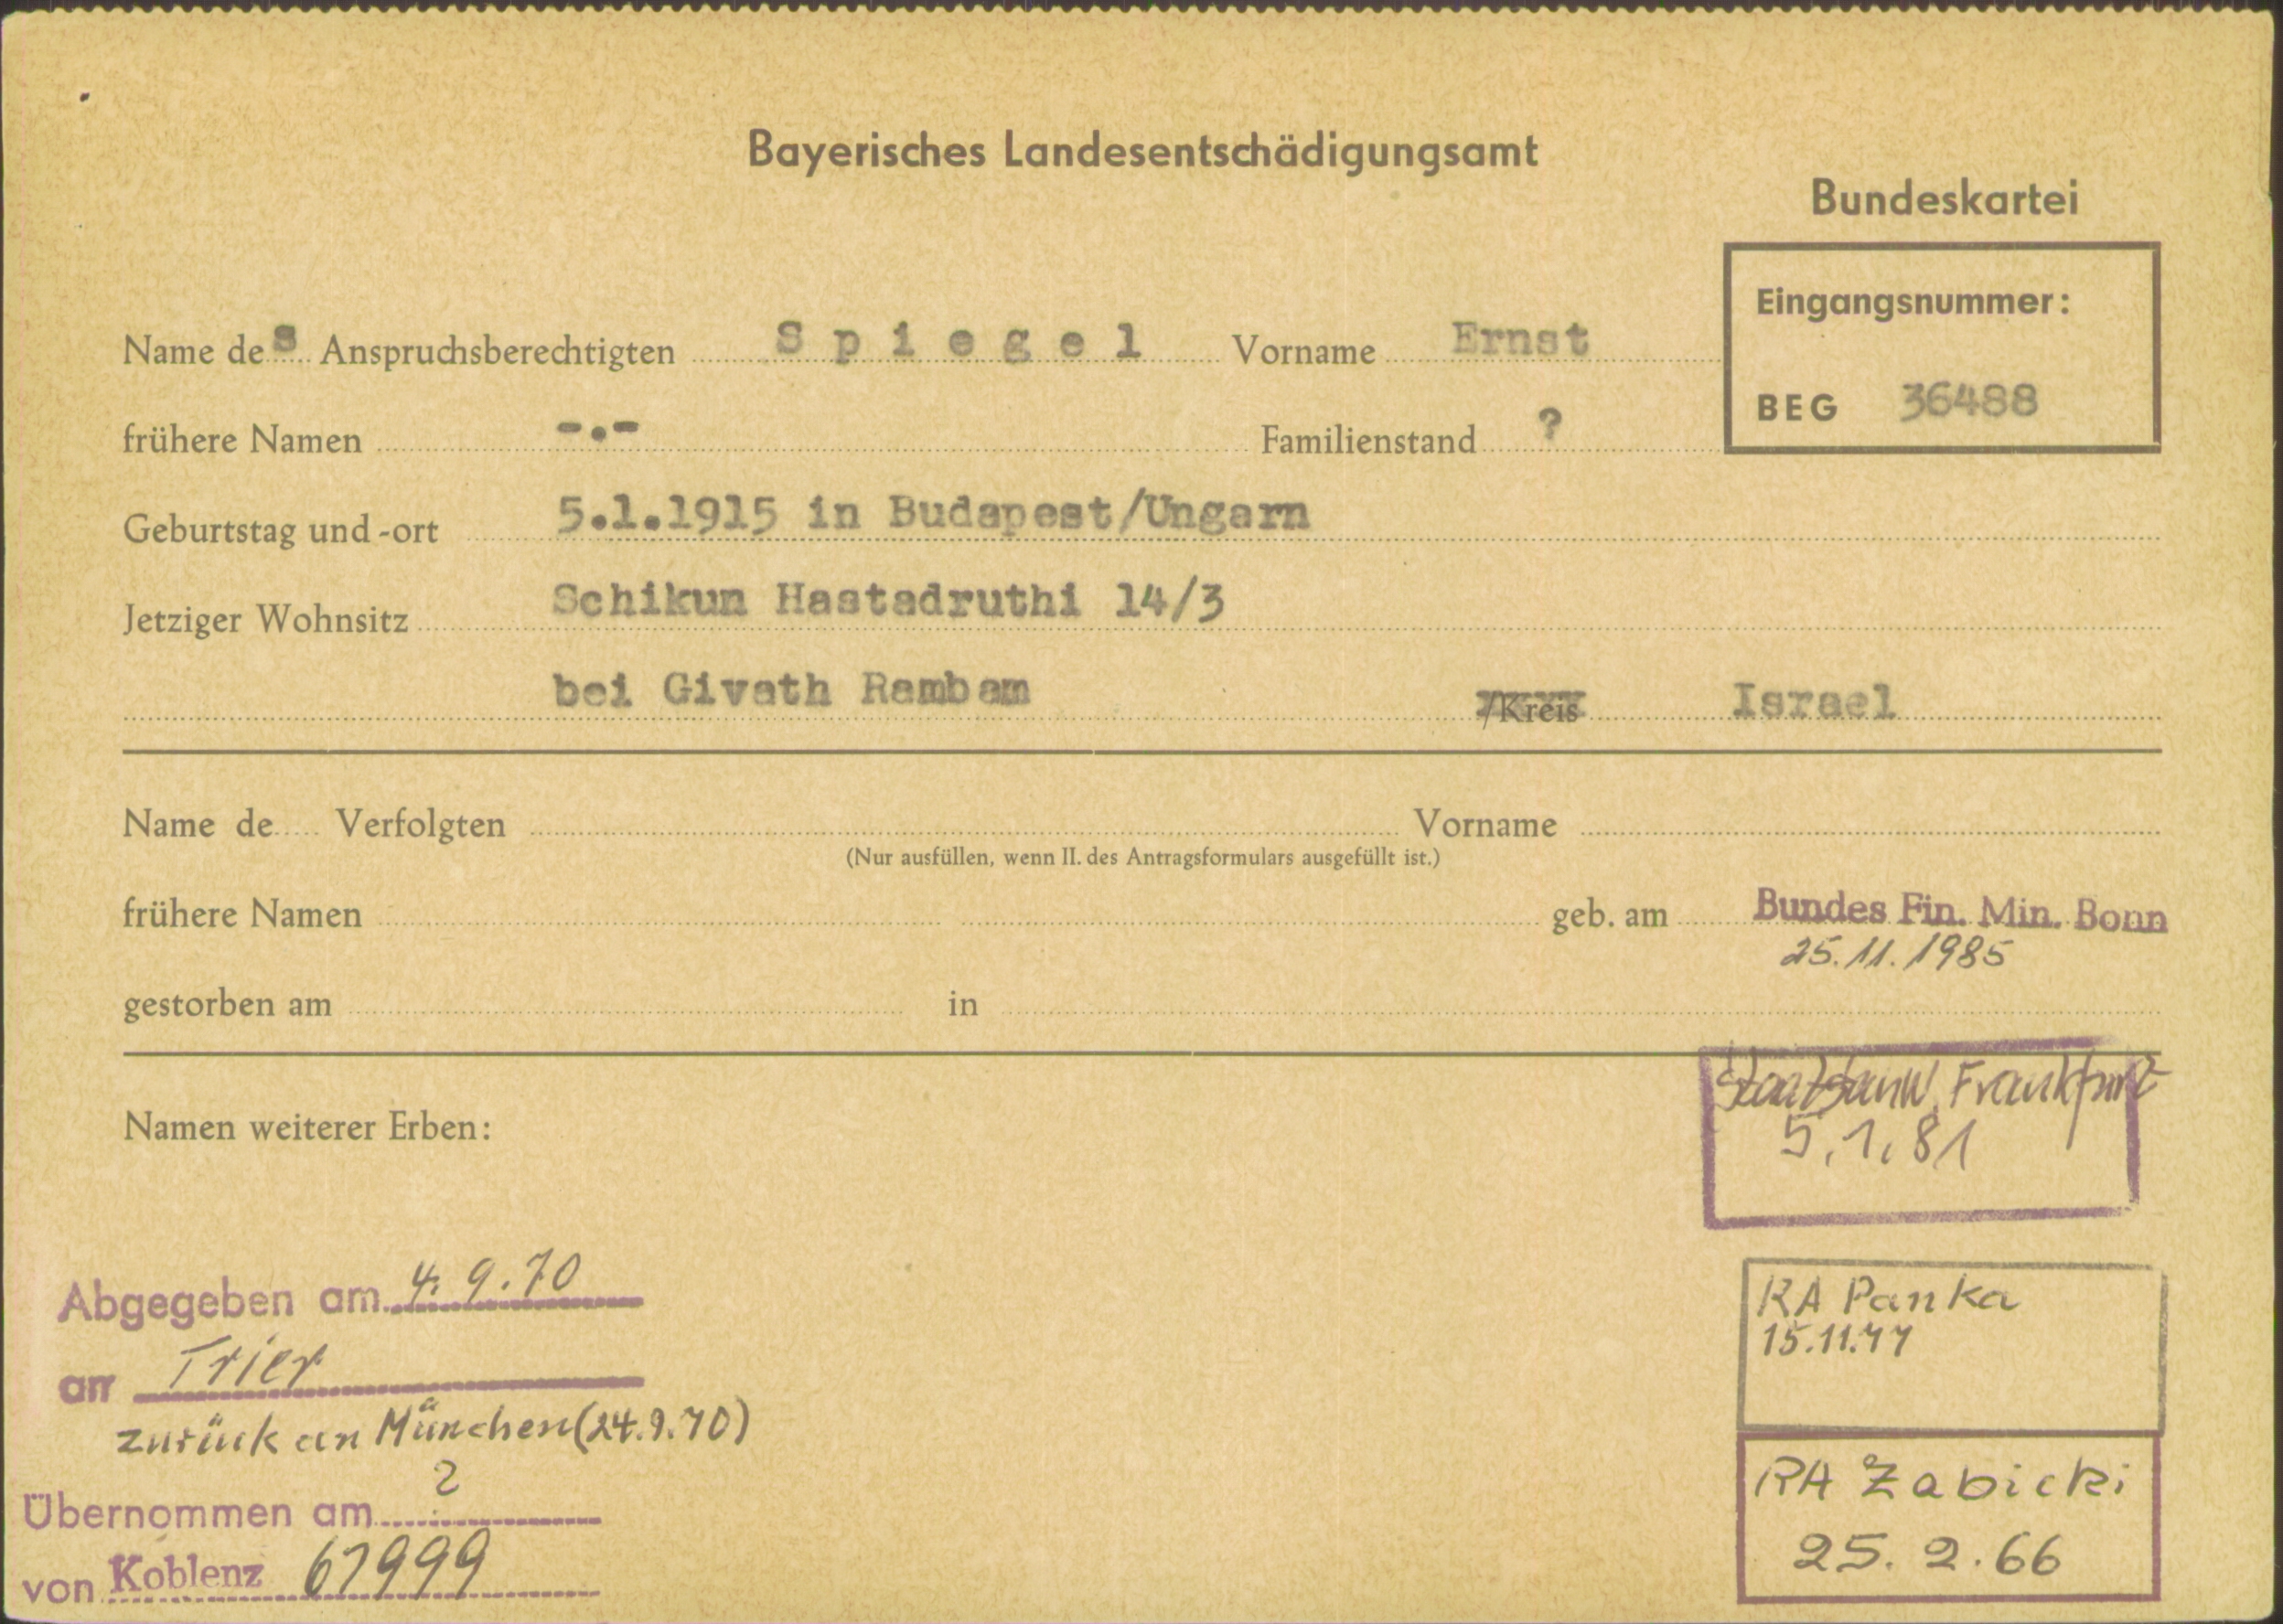 Bayerisches Landesentschädigungsamt
Bundeskartei
Eingangsnummer:
BEG 36488
Name des Anspruchsberechtigten Spiegel Vorname Ernst
frühere Namen -.- Familienstand ?
Geburtstag und -ort 5.1.1915 in Budapest/Ungarn
Jetziger Wohnsitz Schikun Hastadruthi 14/3
bei Givath Rambam /Kreis Israel
Name de Verfolgten Vorname
(Nur ausfüllen, wenn II. des Antragsformulars ausgefüllt ist.)
frühere Namen geb. am Bundes Fin. Min. Bonn
25.11.1985
gestorben am in
Staatsanw. Frankfurt
5.1.81
Namen weiterer Erben:
Abgegeben am 4.9.70
an Trier
zurück an München (24.9.70)
Übernommen am ?
von Koblenz 67999
RA Panka
15.11.77
RA Zabicki
25.2.66